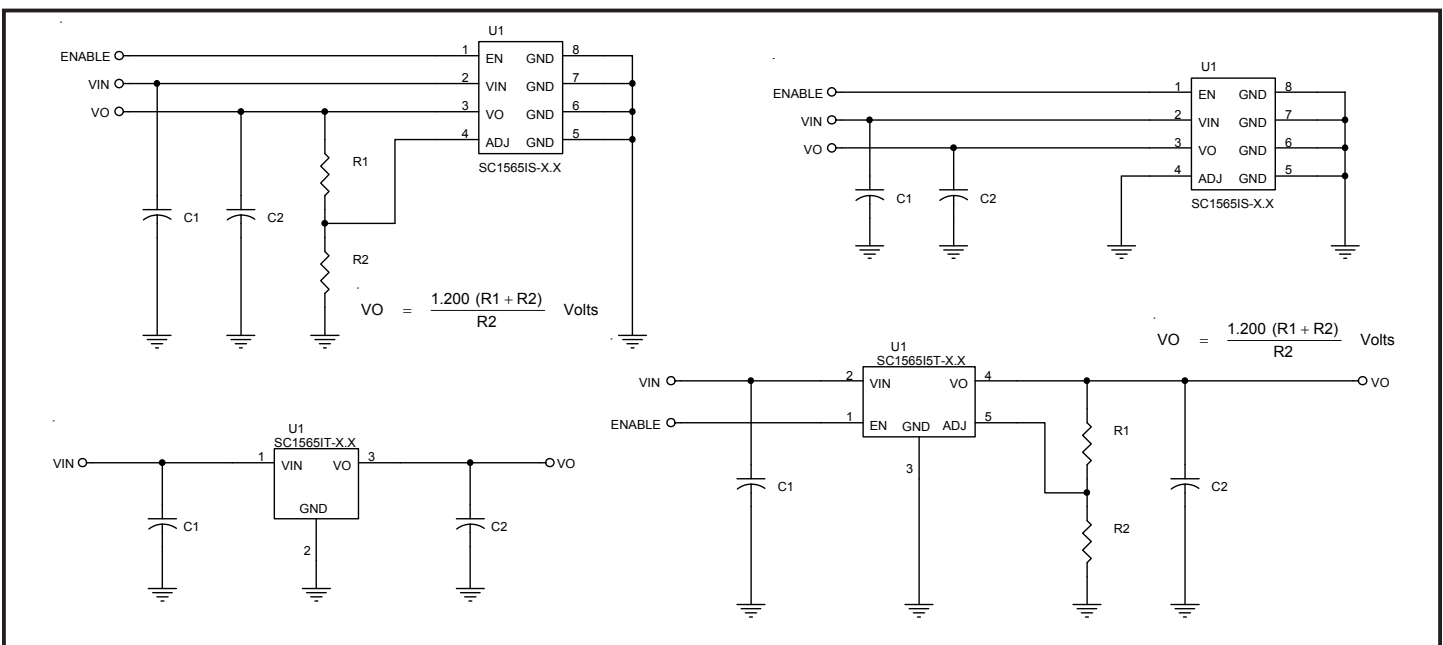 U1
ENABLE
1 EN GND 8
VIN
2 VIN GND 7
VO
3 VO GND 6
4 ADJ GND 5
SC1565IS-X.X
R1
C1 C2
R2
VO = 1.200 (R1 + R2) Volts
R2
U1
ENABLE
1 EN GND 8
VIN
2 VIN GND 7
VO
3 VO GND 6
4 ADJ GND 5
SC1565IS-X.X
C1 C2
U1
SC1565IT-X.X
VIN 1 VIN VO 3 VO
GND
C1 2 C2
VO = 1.200 (R1 + R2) Volts
R2
U1
SC1565I5T-X.X
VIN 2 VIN VO 4 VO
ENABLE 1 EN GND ADJ 5
R1
3
C1 C2
R2